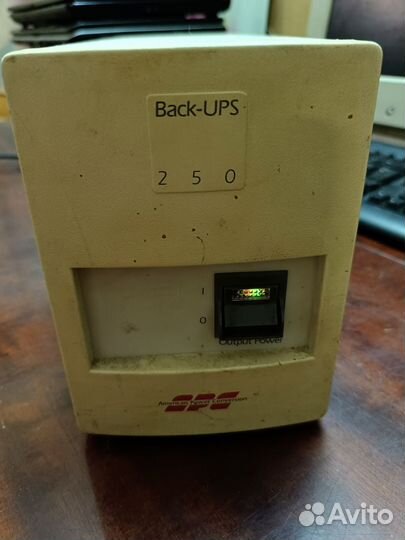 Back-UPS
2 5 0
I
O
Output Power
APC
American Power Conversion
Avito